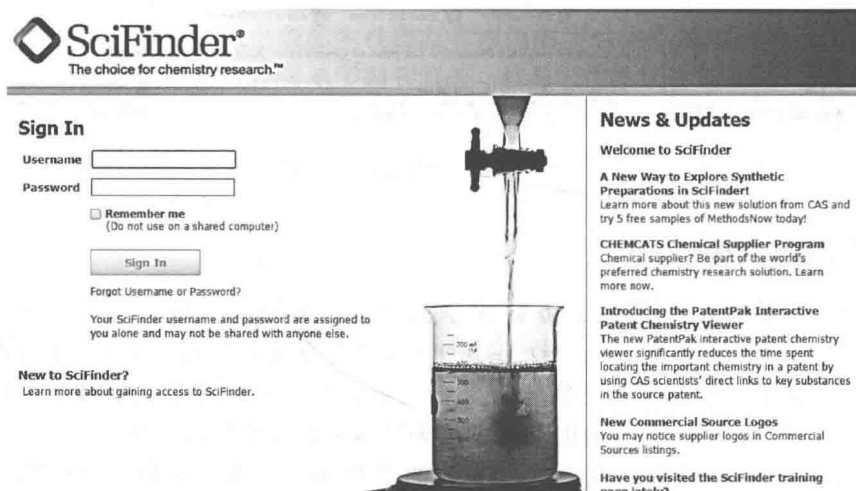 SciFinder®
The choice for chemistry research.™
Sign In
Username
Password
Remember me
(Do not use on a shared computer)
Sign In
Forgot Username or Password?
Your SciFinder username and password are assigned to
you alone and may not be shared with anyone else.
New to SciFinder?
Learn more about gaining access to SciFinder.
News & Updates
Welcome to SciFinder
A New Way to Explore Synthetic
Preparations in SciFinder!
Learn more about this new solution from CAS and
try 5 free samples of MethodsNow today!
CHEMCATS Chemical Supplier Program
Chemical supplier? Be part of the world's
preferred chemistry research solution. Learn
more now.
Introducing the PatentPak Interactive
Patent Chemistry Viewer
The new PatentPak interactive patent chemistry
viewer significantly reduces the time spent
locating the important chemistry in a patent by
using CAS scientists' direct links to key substances
in the source patent.
New Commercial Source Logos
You may notice supplier logos in Commercial
Sources listings.
Have you visited the SciFinder training
page lately?